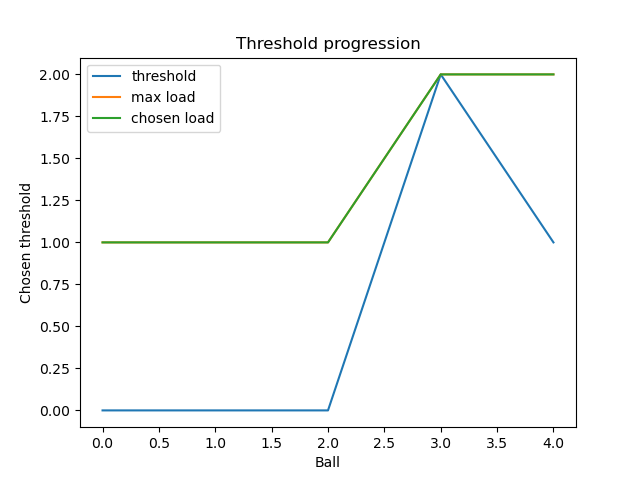 Threshold progression
threshold
max load
chosen load
2.00
1.75
1.50
1.25
1.00
0.75
0.50
0.25
0.00
Chosen threshold
0.0 0.5 1.0 1.5 2.0 2.5 3.0 3.5 4.0
Ball